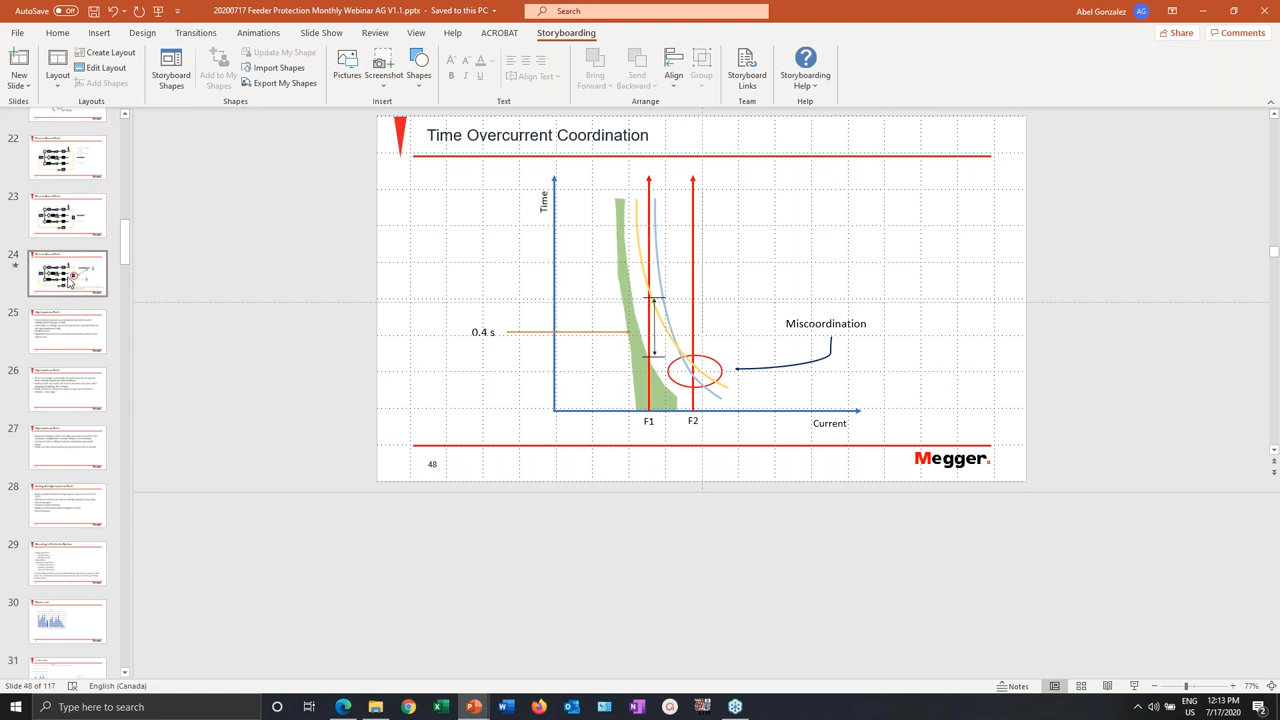 AutoSave Off
20200717 Feeder Protection Monthly Webinar AG V1.1.pptx - Saved to this PC
Search
Abel Gonzalez AG
File Home Insert Design Transitions Animations Slide Show Review View Help ACROBAT Storyboarding
Share Comments
New Slide
Layout
Create Layout
Edit Layout
Add Shapes
Storyboard Shapes
Add to My Shapes
Update My Shape
Import Shapes
Export My Shapes
Pictures
Screenshot
Shapes
B I U
Align Text
Bring Forward
Send Backward
Align
Group
Storyboard Links
Storyboarding Help
Slides Layouts Shapes Insert Text Arrange Team Help
22
23
24
27
28
29
Time Overcurrent Coordination
Time
0.4 s
Miscoordination
F1
F2
Current
48
Megger.
Slide 48 of 117
English (Canada)
Notes
77%
Type here to search
ENG
US
12:13 PM
7/17/2020